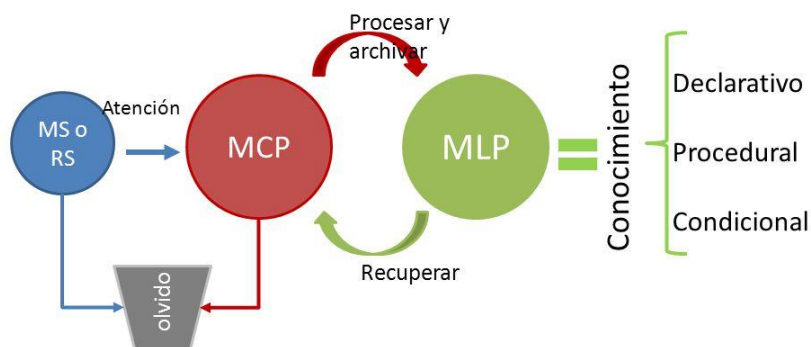 Procesar y
archivar
Atención
MS o
RS
MCP
MLP
Recuperar
olvido
Conocimiento
Declarativo
Procedural
Condicional